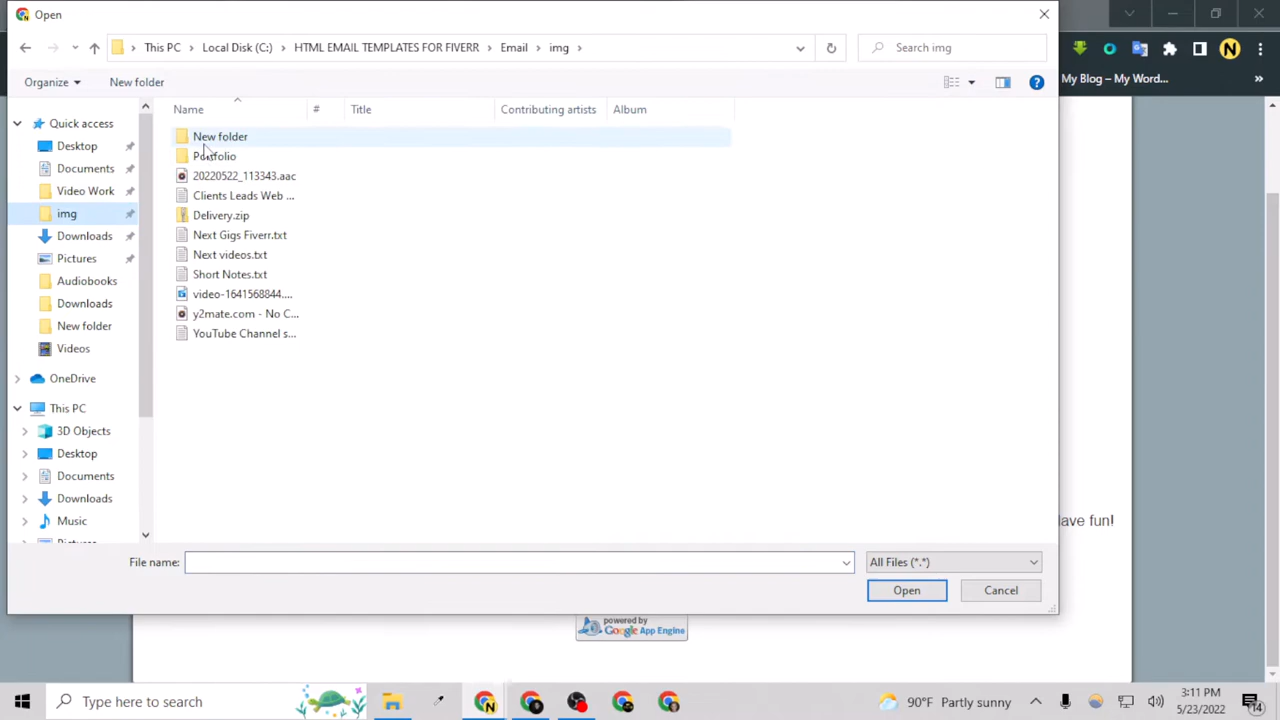 Open
This PC > Local Disk (C:) > HTML EMAIL TEMPLATES FOR FIVERR > Email > img >
Search img
My Blog – My Word...
»
Organize
New folder
Name
#
Title
Contributing artists
Album
Quick access
Desktop
Documents
Video Work
img
Downloads
Pictures
Audiobooks
Downloads
New folder
Videos
OneDrive
This PC
3D Objects
Desktop
Documents
Downloads
Music
New folder
Portfolio
20220522_113343.aac
Clients Leads Web ...
Delivery.zip
Next Gigs Fiverr.txt
Next videos.txt
Short Notes.txt
video-1641568844....
y2mate.com - No C...
YouTube Channel s...
File name:
All Files (*.*)
Open
Cancel
ave fun!
powered by
Google App Engine
Type here to search
90°F Partly sunny
3:11 PM
5/23/2022
14